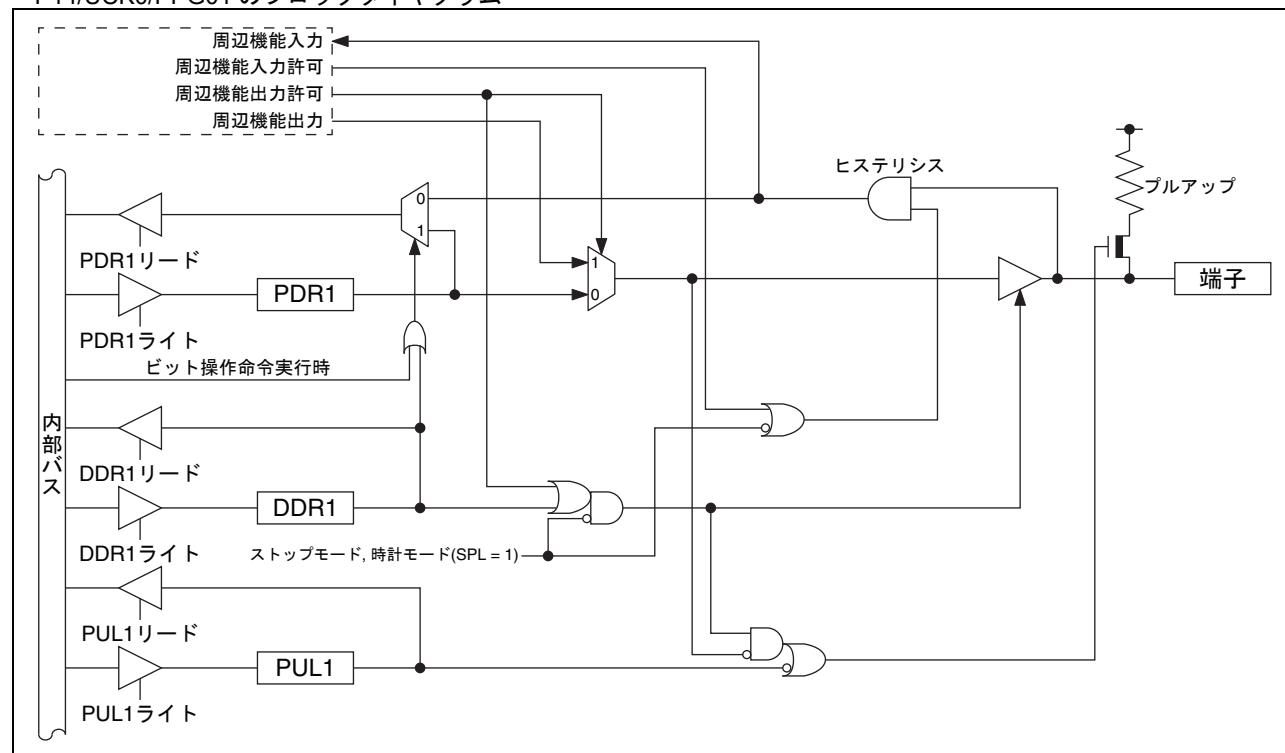 周辺機能入力
周辺機能入力許可
周辺機能出力許可
周辺機能出力
ヒステリシス
プルアップ
0
1
PDR1リード
1
0
端子
PDR1
PDR1ライト
ビット操作命令実行時
内部バス
DDR1リード
DDR1
DDR1ライト
ストップモード, 時計モード(SPL = 1)
PUL1リード
PUL1
PUL1ライト